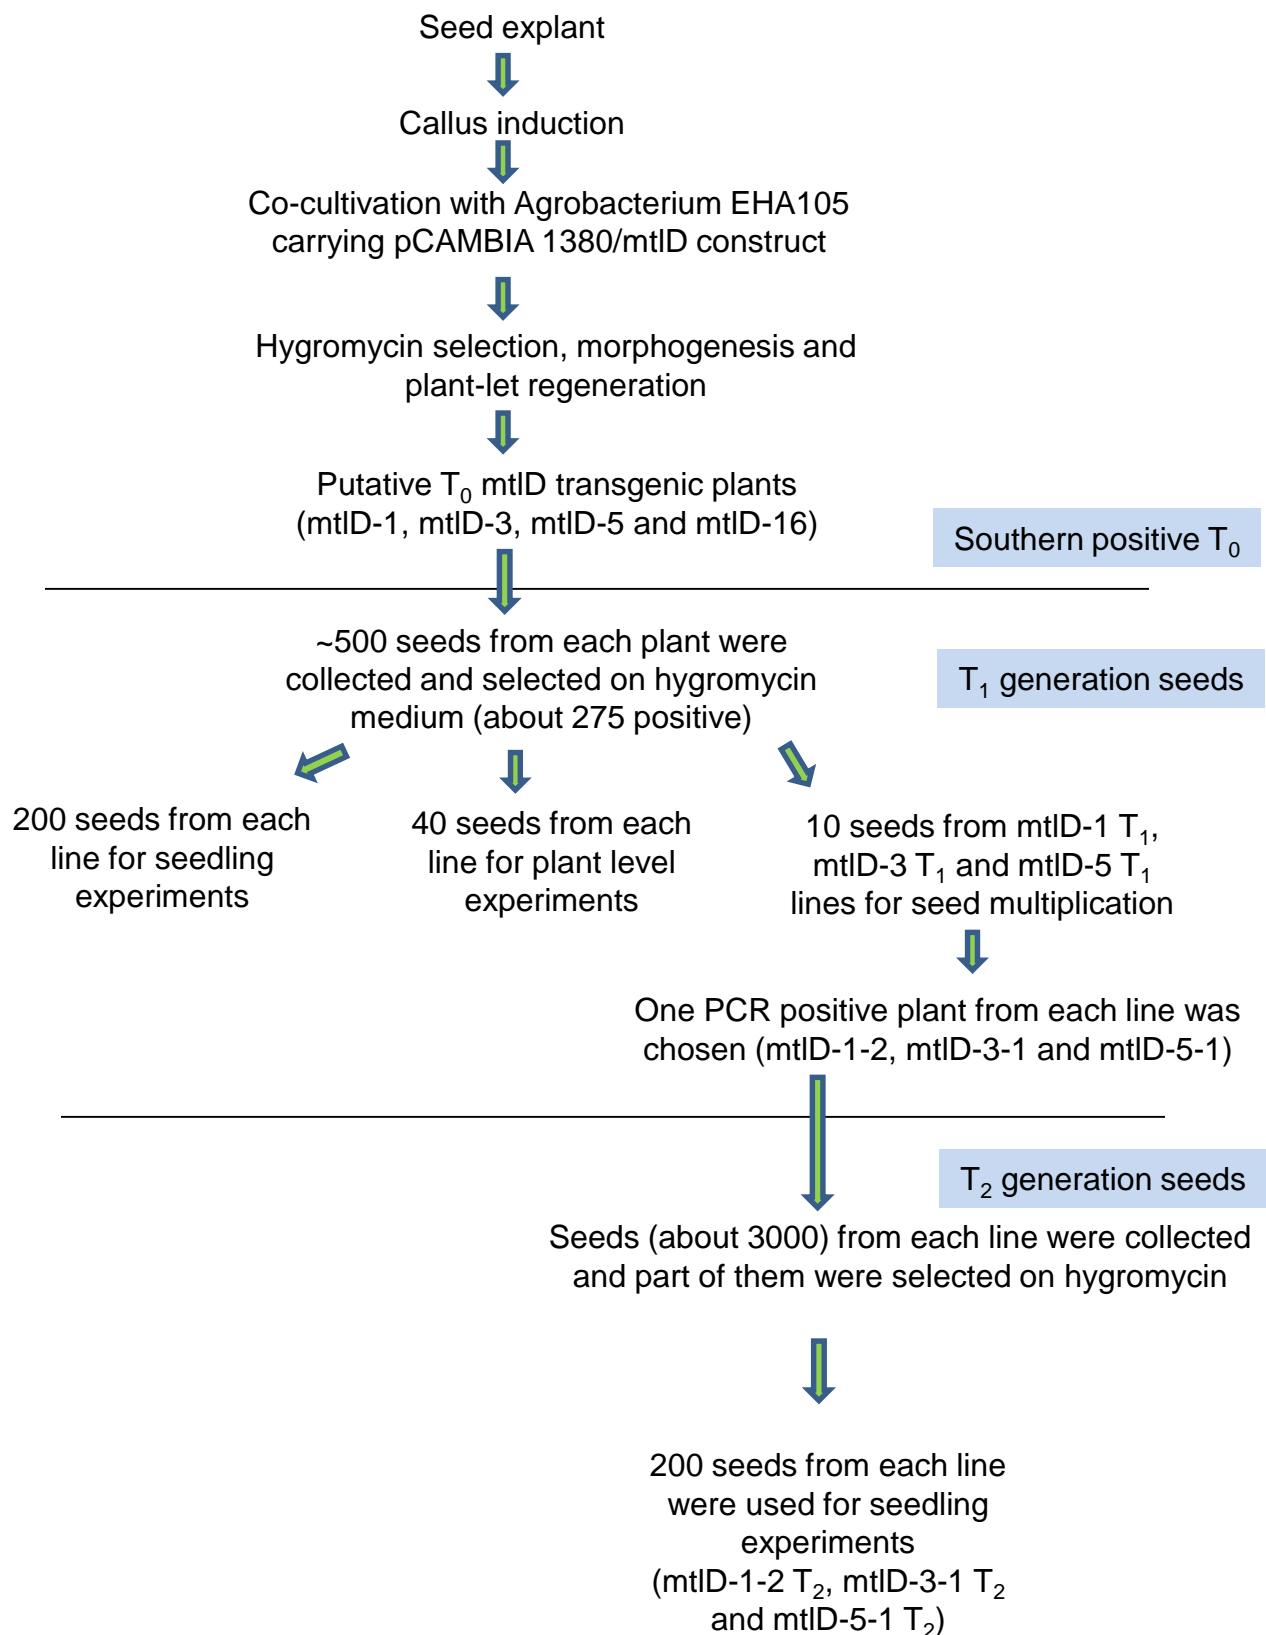 Seed explant
Callus induction
Co-cultivation with Agrobacterium EHA105
carrying pCAMBIA 1380/mtlD construct
Hygromycin selection, morphogenesis and
plant-let regeneration
Putative T₀ mtlD transgenic plants
(mtlD-1, mtlD-3, mtlD-5 and mtlD-16)
Southern positive T₀
~500 seeds from each plant were
collected and selected on hygromycin
medium (about 275 positive)
T₁ generation seeds
200 seeds from each
line for seedling
experiments
40 seeds from each
line for plant level
experiments
10 seeds from mtlD-1 T₁,
mtlD-3 T₁ and mtlD-5 T₁
lines for seed multiplication
One PCR positive plant from each line was
chosen (mtlD-1-2, mtlD-3-1 and mtlD-5-1)
T₂ generation seeds
Seeds (about 3000) from each line were collected
and part of them were selected on hygromycin
200 seeds from each line
were used for seedling
experiments
(mtlD-1-2 T₂, mtlD-3-1 T₂
and mtlD-5-1 T₂)